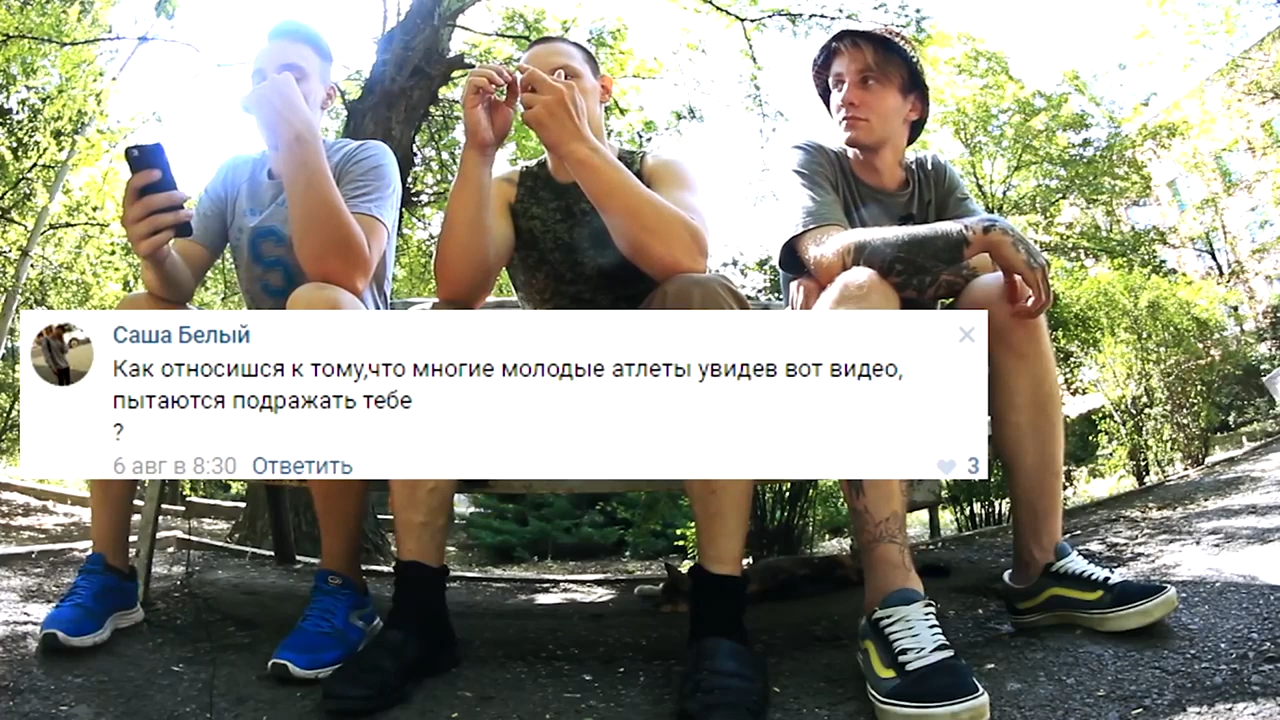 S
Саша Белый
Как относишся к тому,что многие молодые атлеты увидев вот видео,
пытаются подражать тебе
?
6 авг в 8:30 Ответить
3